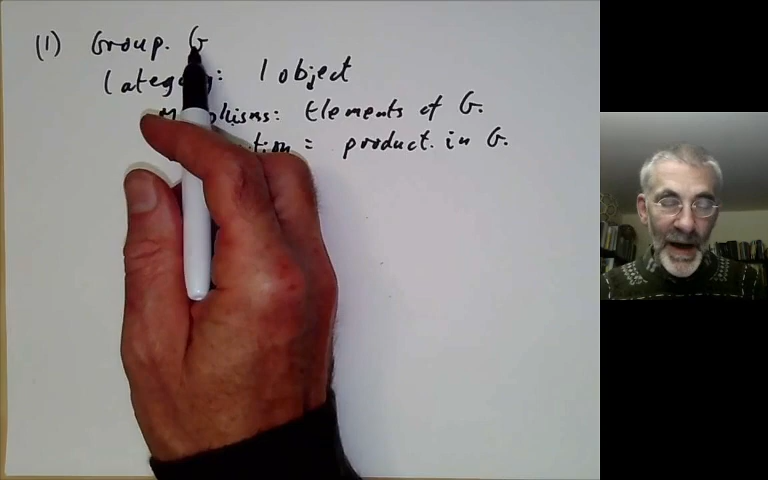 (1) Group. G
Category: 1 object
Elements of G.
= product. in G.